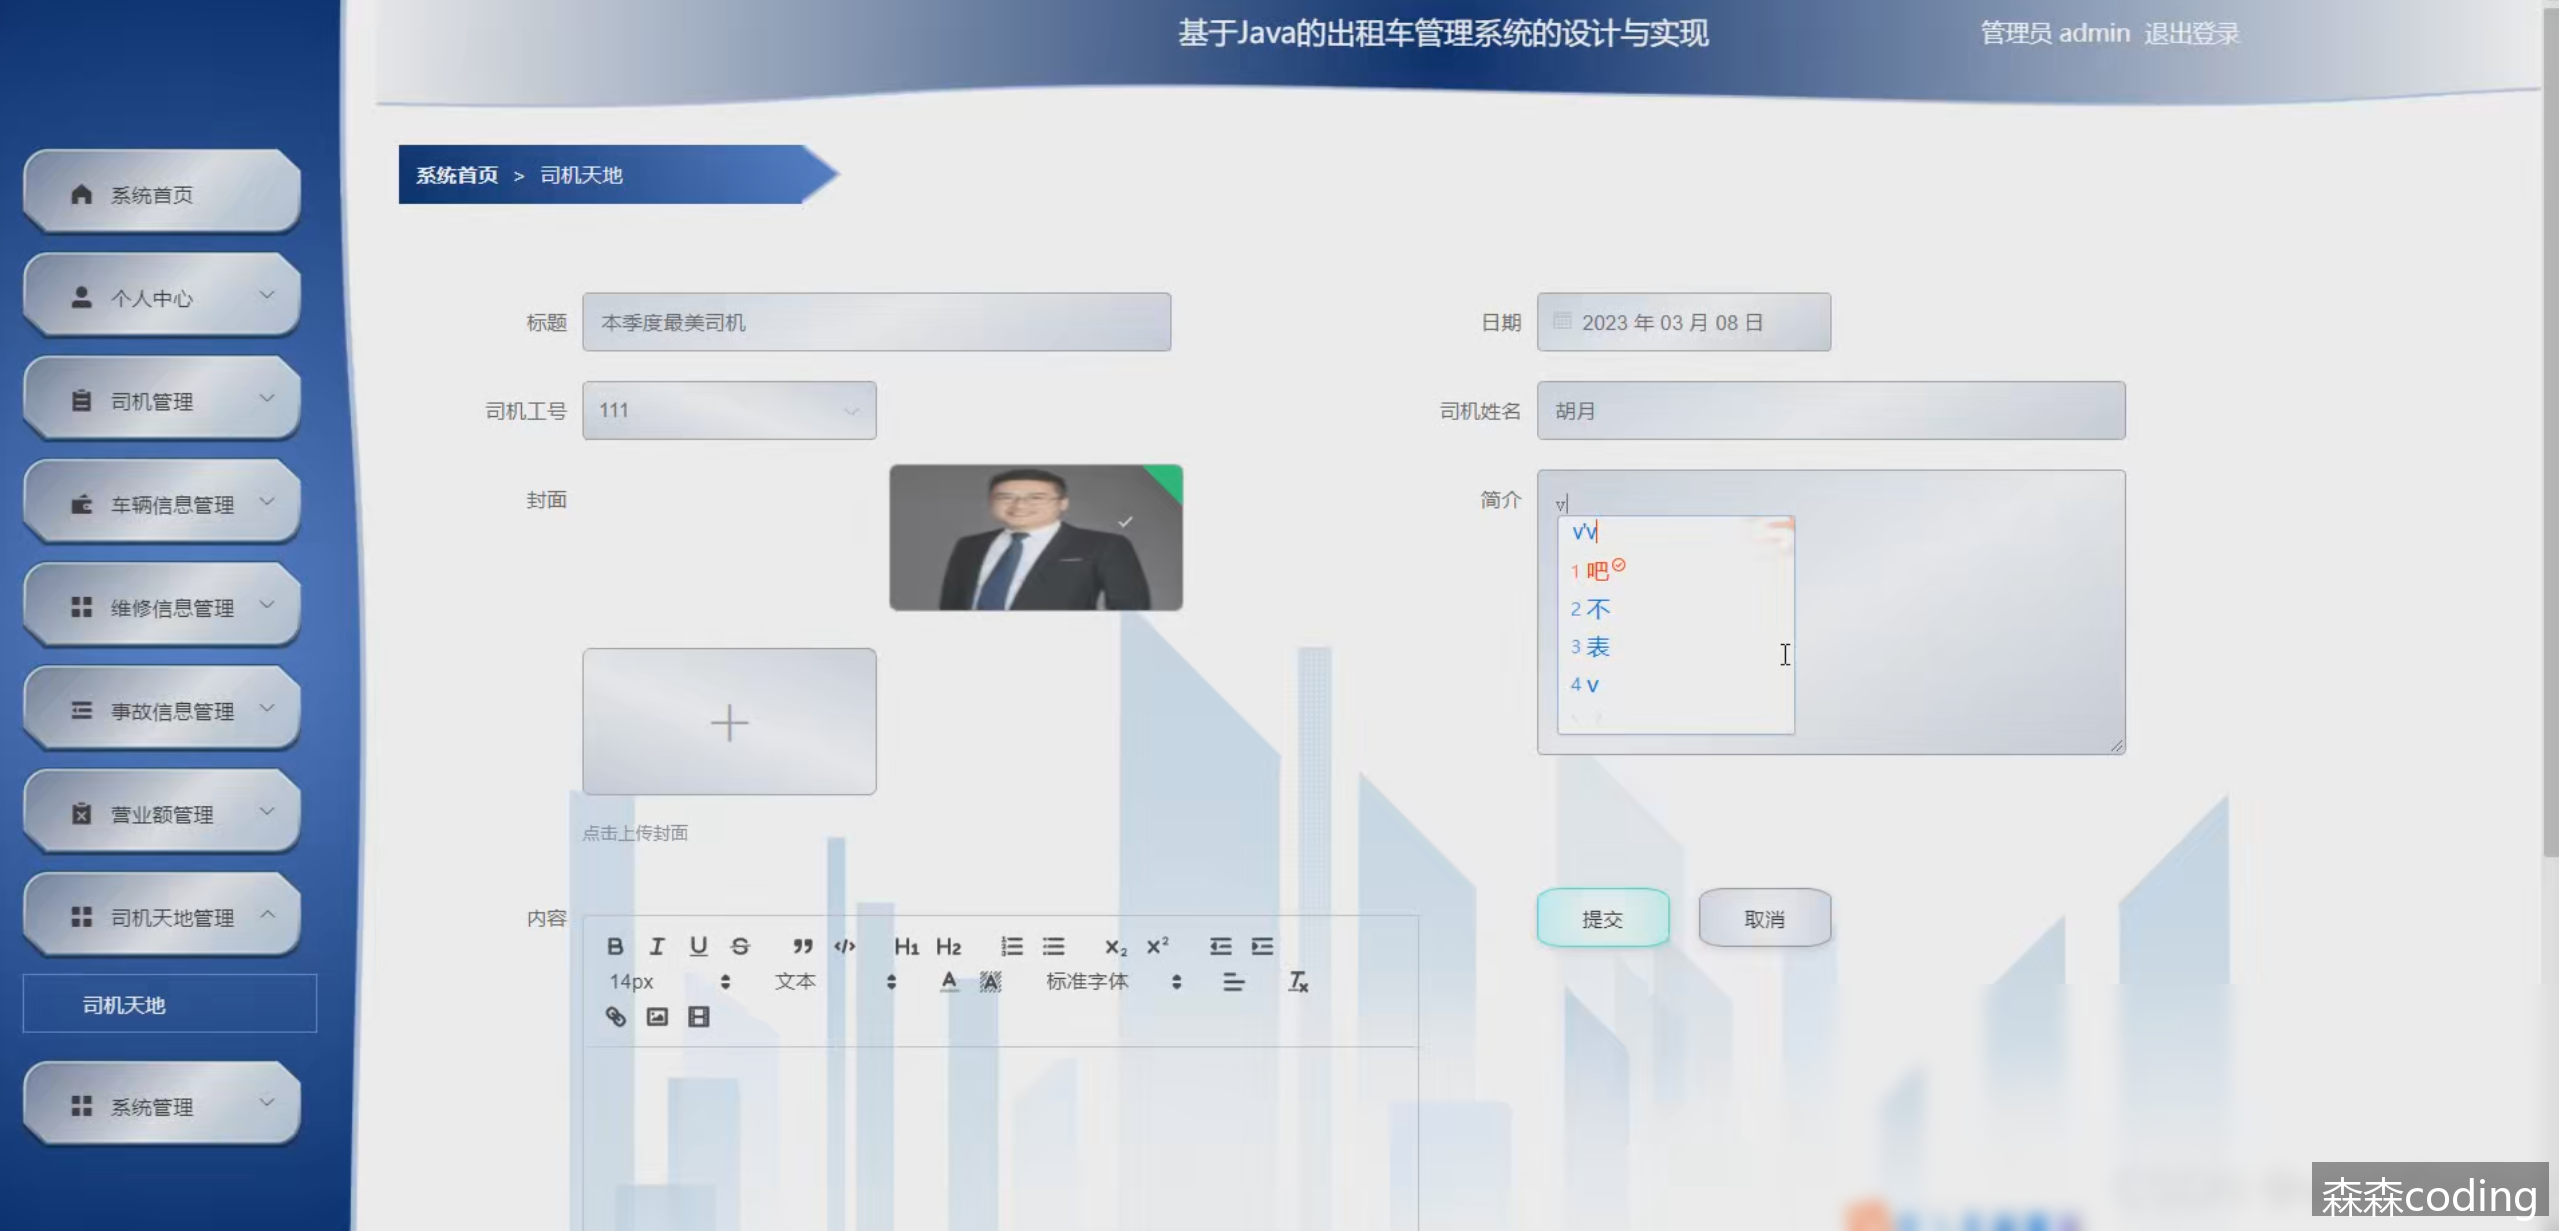 基于Java的出租车管理系统的设计与实现
管理员 admin 退出登录
系统首页
个人中心
司机管理
车辆信息管理
维修信息管理
事故信息管理
营业额管理
司机天地管理
司机天地
系统管理
系统首页 > 司机天地
标题 本季度最美司机
日期 2023 年 03 月 08 日
司机工号 111
司机姓名 胡月
封面
简介 v
v'v
1 吧
2 不
3 表
4 v
点击上传封面
内容
B I U S ” </> H1 H2 x₂ x²
14px 文本 A A 标准字体 Tx
提交 取消
森森coding